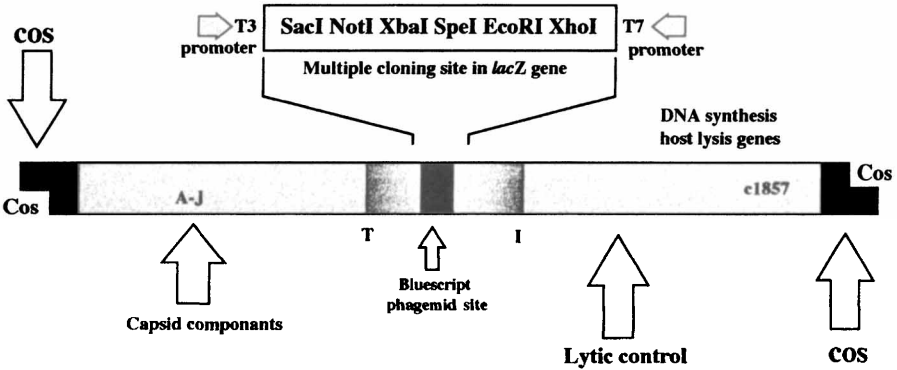 T3 promoter
SacI NotI XbaI SpeI EcoRI XhoI
T7 promoter
Multiple cloning site in lacZ gene
cos
DNA synthesis
host lysis genes
Cos
A-J
c1857
Cos
T
I
Bluescript
phagemid site
Capsid componants
Lytic control
cos